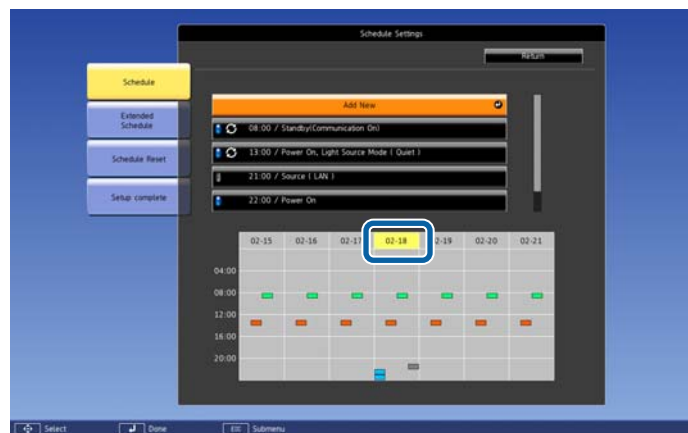 Schedule Settings
Return
Schedule
Extended
Schedule
Schedule Reset
Setup complete
Add New
08:00 / Standby(Communication On)
13:00 / Power On, Light Source Mode ( Quiet )
21:00 / Source ( LAN )
22:00 / Power On
02-15 02-16 02-17 02-18 02-19 02-20 02-21
04:00
08:00
12:00
16:00
20:00
Select Done Esc Submenu